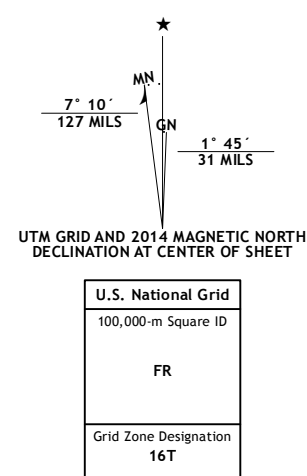 MN
7° 10´
127 MILS
GN
1° 45´
31 MILS
UTM GRID AND 2014 MAGNETIC NORTH
DECLINATION AT CENTER OF SHEET
U.S. National Grid
100,000-m Square ID
FR
Grid Zone Designation
16T